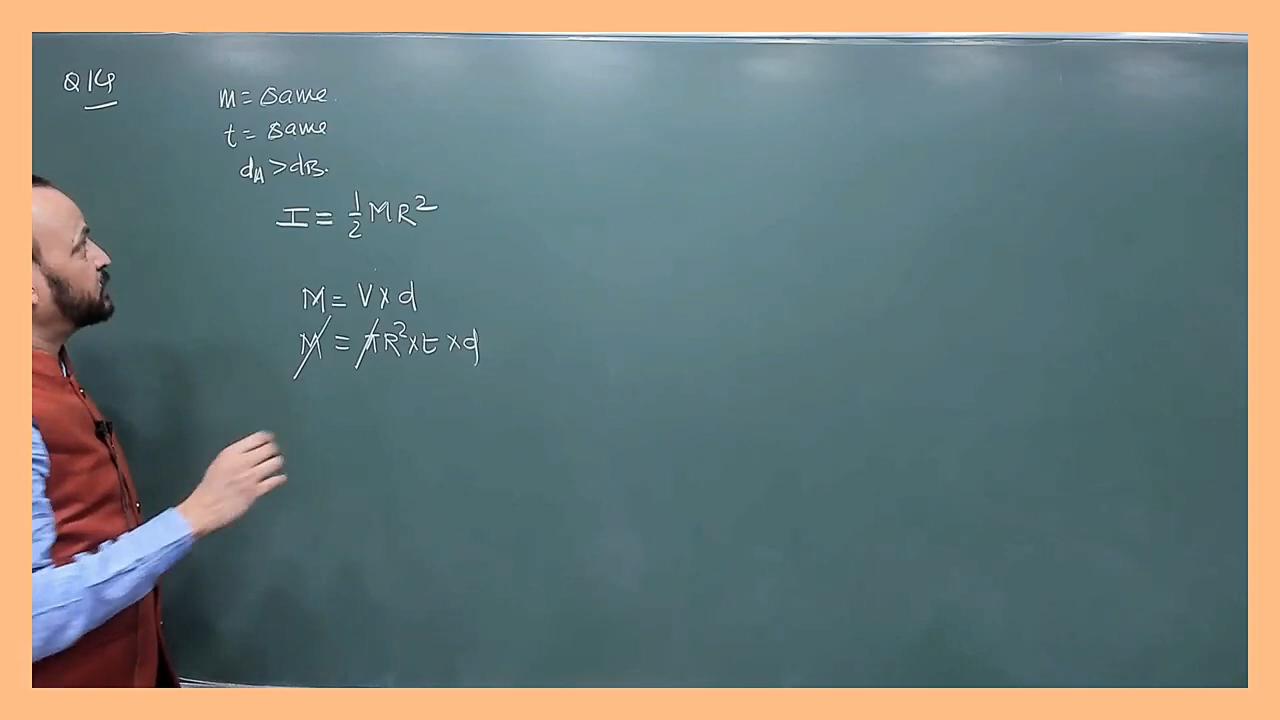 Q14
m = same.
t = same
dA > dB.
I = 1/2 MR²
M = V × d
M = πR² × t × d